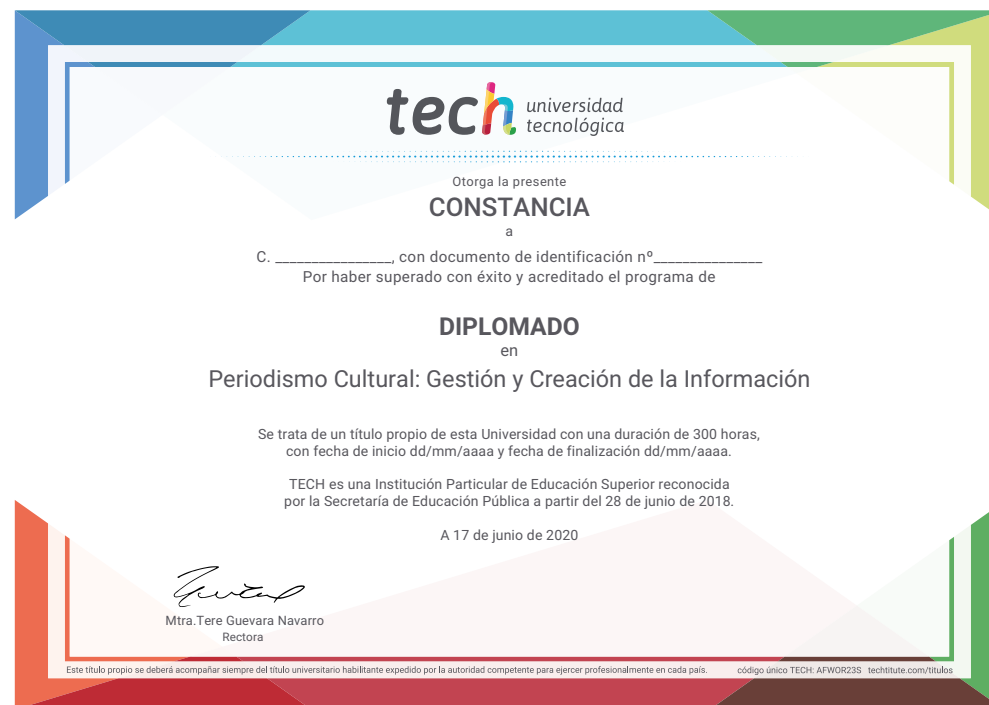 tech universidad
tecnológica
Otorga la presente
CONSTANCIA
a
C. ________________, con documento de identificación nº_______________
Por haber superado con éxito y acreditado el programa de
DIPLOMADO
en
Periodismo Cultural: Gestión y Creación de la Información
Se trata de un título propio de esta Universidad con una duración de 300 horas,
con fecha de inicio dd/mm/aaaa y fecha de finalización dd/mm/aaaa.
TECH es una Institución Particular de Educación Superior reconocida
por la Secretaría de Educación Pública a partir del 28 de junio de 2018.
A 17 de junio de 2020
Mtra.Tere Guevara Navarro
Rectora
Este título propio se deberá acompañar siempre del título universitario habilitante expedido por la autoridad competente para ejercer profesionalmente en cada país. código único TECH: AFWOR23S techtitute.com/titulos